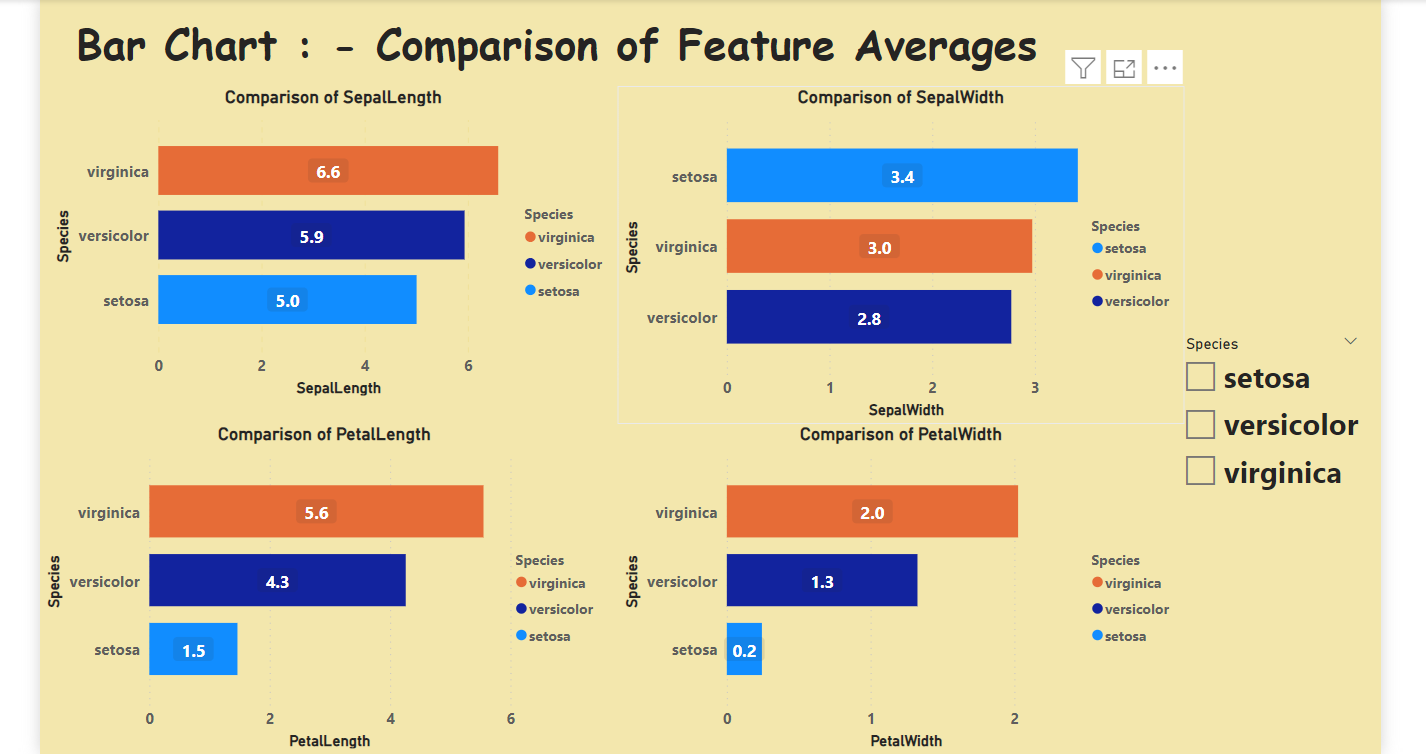 Bar Chart : - Comparison of Feature Averages
Comparison of SepalLength
Species
virginica
6.6
versicolor
5.9
setosa
5.0
0 2 4 6
SepalLength
Species
virginica
versicolor
setosa
Comparison of SepalWidth
Species
setosa
3.4
virginica
3.0
versicolor
2.8
0 1 2 3
SepalWidth
Species
setosa
virginica
versicolor
Species
setosa
versicolor
virginica
Comparison of PetalLength
Species
virginica
5.6
versicolor
4.3
setosa
1.5
0 2 4 6
PetalLength
Species
virginica
versicolor
setosa
Comparison of PetalWidth
Species
virginica
2.0
versicolor
1.3
setosa
0.2
0 1 2
PetalWidth
Species
virginica
versicolor
setosa